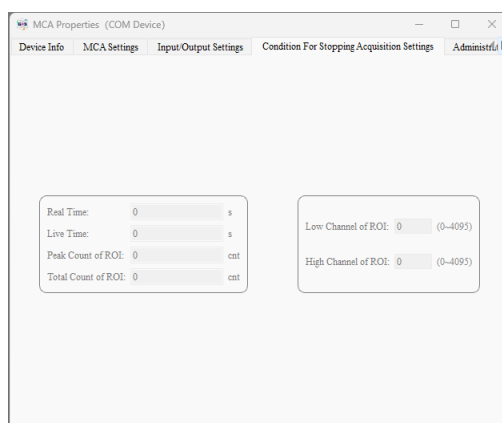 MCA Properties (COM Device)
Device Info MCA Settings Input/Output Settings Condition For Stopping Acquisition Settings
Real Time: 0 s
Live Time: 0 s
Peak Count of ROI: 0 cnt
Total Count of ROI: 0 cnt
Low Channel of ROI: 0 (0~4095)
High Channel of ROI: 0 (0~4095)